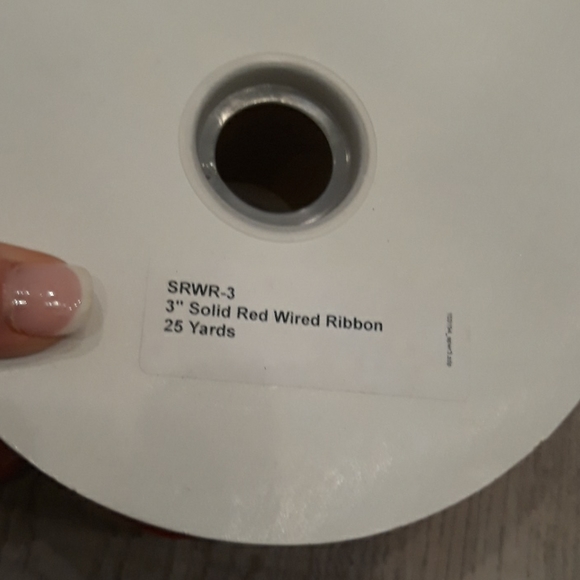 SRWR-3
3" Solid Red Wired Ribbon
25 Yards